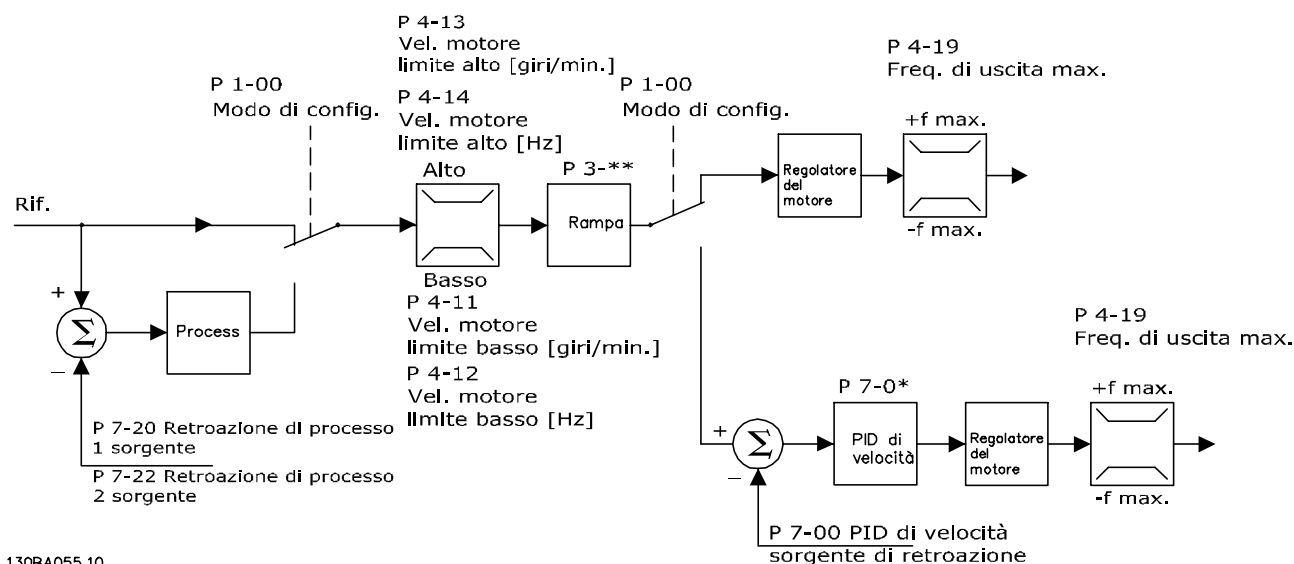 P 4-13
Vel. motore
limite alto [giri/min.]
P 4-14
Vel. motore
limite alto [Hz]
P 1-00
Modo di config.
P 1-00
Modo di config.
P 4-19
Freq. di uscita max.
+f max.
-f max.
Alto
Basso
P 3-**
Rampa
Regolatore
del
motore
Rif.
+
Σ
−
Process
P 4-11
Vel. motore
limite basso [giri/min.]
P 4-12
Vel. motore
limite basso [Hz]
P 7-20 Retroazione di processo
1 sorgente
P 7-22 Retroazione di processo
2 sorgente
P 4-19
Freq. di uscita max.
+f max.
-f max.
P 7-0*
+
Σ
−
PID di
velocità
Regolatore
del
motore
P 7-00 PID di velocità
sorgente di retroazione
130BA055.10